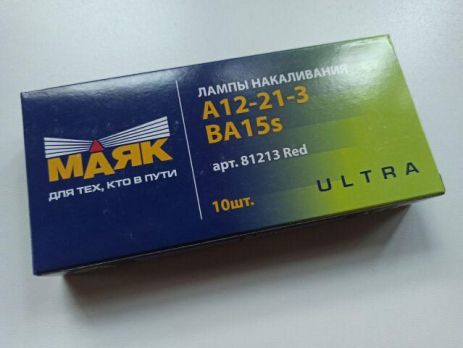 МАЯК
ДЛЯ ТЕХ, КТО В ПУТИ
ЛАМПЫ НАКАЛИВАНИЯ
А12-21-3
BA15s
арт. 81213 Red
10шт.
ULTRA